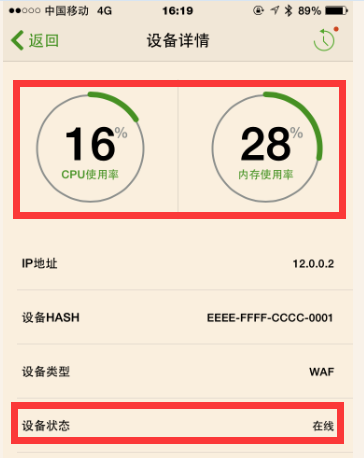 中国移动 4G 16:19 89%
返回 设备详情
16% 28%
CPU使用率 内存使用率
IP地址 12.0.0.2
设备HASH EEEE-FFFF-CCCC-0001
设备类型 WAF
设备状态 在线